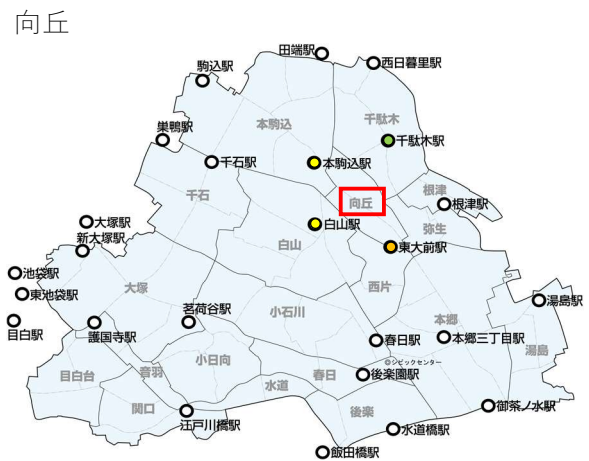 向丘
田端駅
西日暮里駅
駒込駅
本駒込
千駄木
巣鴨駅
千駄木駅
千石駅
本駒込駅
千石
向丘
根津
根津駅
大塚駅
白山駅
弥生
新大塚駅
白山
東大前駅
池袋駅
西片
東池袋駅
大塚
湯島駅
茗荷谷駅
小石川
本郷
目白駅
護国寺駅
春日駅
本郷三丁目駅
湯島
小日向
◎シビックセンター
目白台
音羽
春日
後楽園駅
水道
関口
後楽
御茶ノ水駅
江戸川橋駅
水道橋駅
飯田橋駅